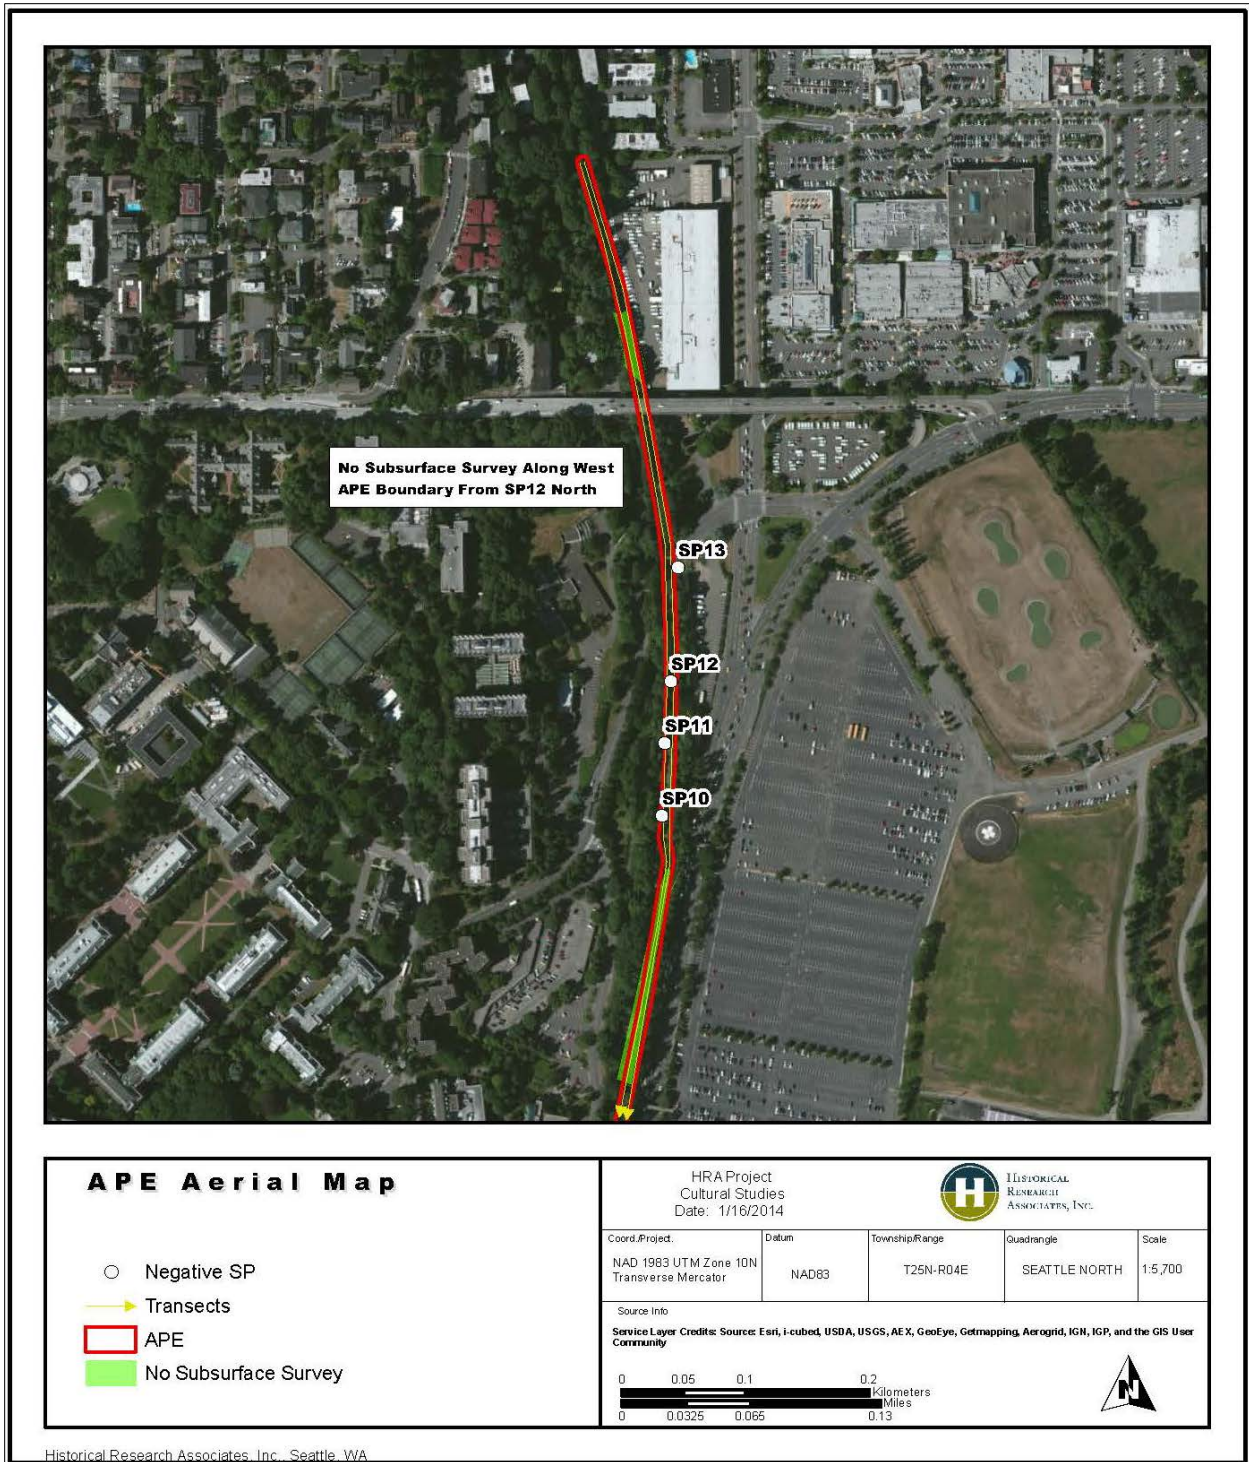 No Subsurface Survey Along West
APE Boundary From SP12 North
SP13
SP12
SP11
SP10
APE Aerial Map
Negative SP
Transects
APE
No Subsurface Survey
HRA Project
Cultural Studies
Date: 1/16/2014
H
HISTORICAL
RESEARCH
ASSOCIATES, INC.
Coord./Project.
NAD 1983 UTM Zone 10N
Transverse Mercator
Datum
NAD83
Township/Range
T25N-R04E
Quadrangle
SEATTLE NORTH
Scale
1:5,700
Source Info
Service Layer Credits: Source: Esri, i-cubed, USDA, USGS, AEX, GeoEye, Getmapping, Aerogrid, IGN, IGP, and the GIS User
Community
0 0.05 0.1 0.2
Kilometers
Miles
0 0.0325 0.065 0.13
N
Historical Research Associates, Inc., Seattle, WA